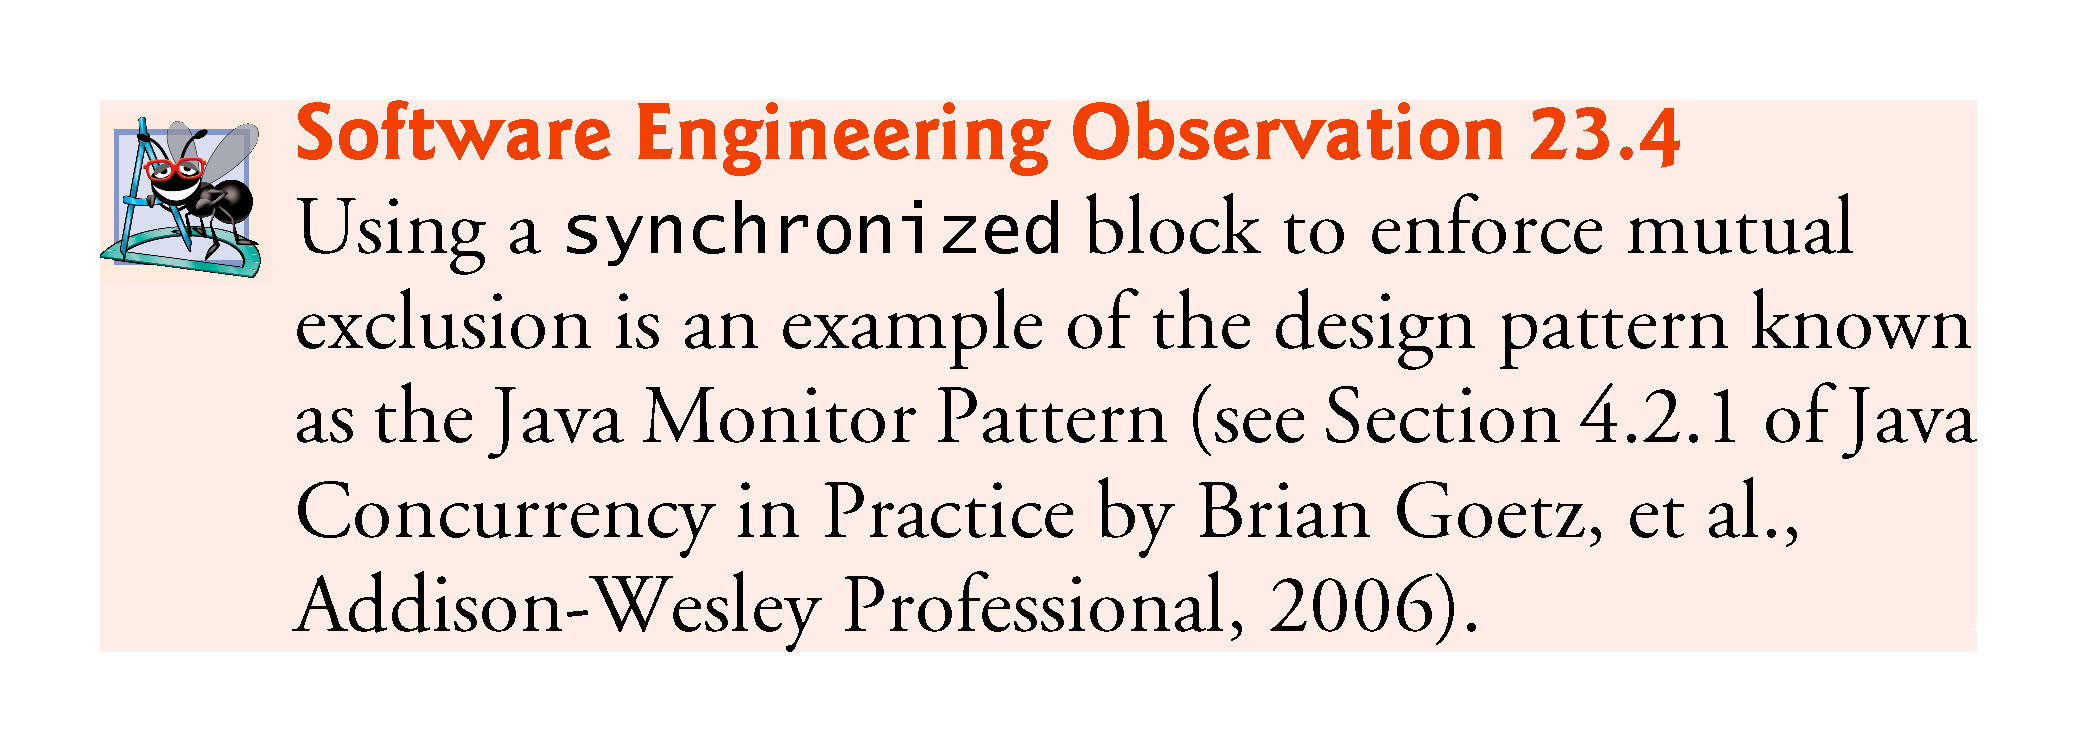 Software Engineering Observation 23.4
Using a synchronized block to enforce mutual
exclusion is an example of the design pattern known
as the Java Monitor Pattern (see Section 4.2.1 of Java
Concurrency in Practice by Brian Goetz, et al.,
Addison-Wesley Professional, 2006).